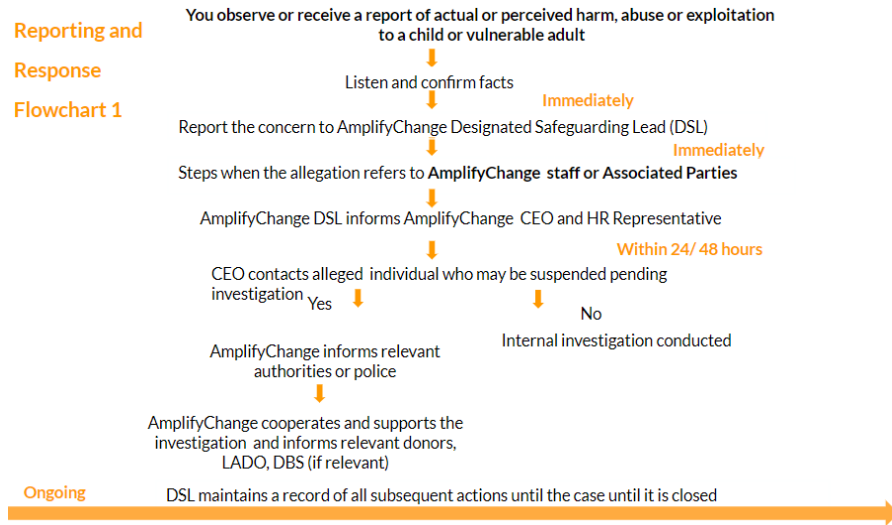 Reporting and
Response
Flowchart 1
You observe or receive a report of actual or perceived harm, abuse or exploitation
to a child or vulnerable adult
Listen and confirm facts
Immediately
Report the concern to AmplifyChange Designated Safeguarding Lead (DSL)
Immediately
Steps when the allegation refers to AmplifyChange staff or Associated Parties
AmplifyChange DSL informs AmplifyChange CEO and HR Representative
Within 24/ 48 hours
CEO contacts alleged individual who may be suspended pending
investigation
Yes
No
Internal investigation conducted
AmplifyChange informs relevant
authorities or police
AmplifyChange cooperates and supports the
investigation and informs relevant donors,
LADO, DBS (if relevant)
Ongoing
DSL maintains a record of all subsequent actions until the case until it is closed